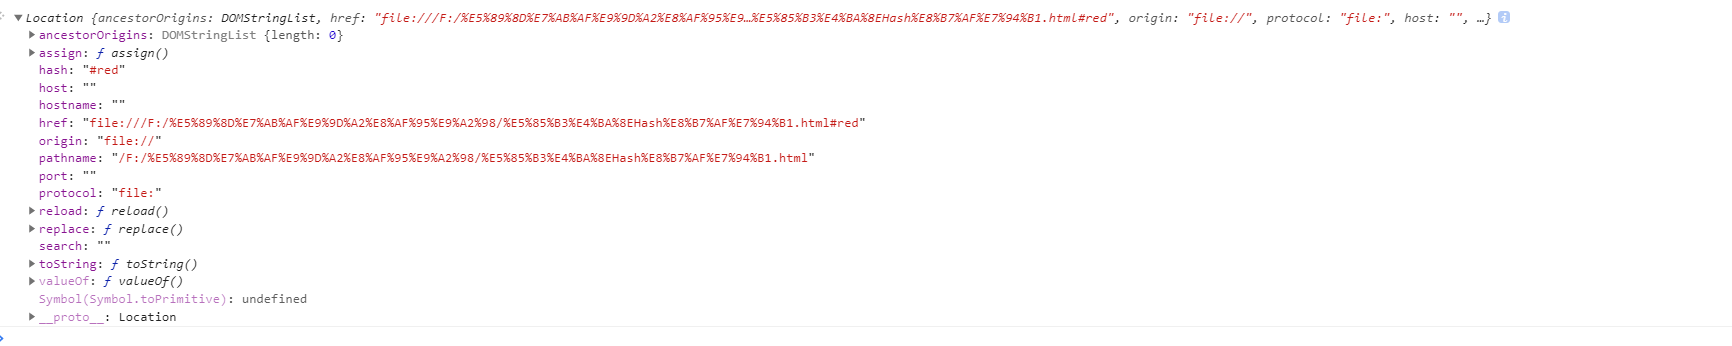 Location {ancestorOrigins: DOMStringList, href: "file:///F:/%E5%89%8D%E7%AB%AF%E9%9D%A2%E8%AF%95%E9…%E5%85%B3%E4%BA%8EHash%E8%B7%AF%E7%94%B1.html#red", origin: "file://", protocol: "file:", host: "", …} i
ancestorOrigins: DOMStringList {length: 0}
assign: ƒ assign()
hash: "#red"
host: ""
hostname: ""
href: "file:///F:/%E5%89%8D%E7%AB%AF%E9%9D%A2%E8%AF%95%E9%A2%98/%E5%85%B3%E4%BA%8EHash%E8%B7%AF%E7%94%B1.html#red"
origin: "file://"
pathname: "/F:/%E5%89%8D%E7%AB%AF%E9%9D%A2%E8%AF%95%E9%A2%98/%E5%85%B3%E4%BA%8EHash%E8%B7%AF%E7%94%B1.html"
port: ""
protocol: "file:"
reload: ƒ reload()
replace: ƒ replace()
search: ""
toString: ƒ toString()
valueOf: ƒ valueOf()
Symbol(Symbol.toPrimitive): undefined
__proto__: Location